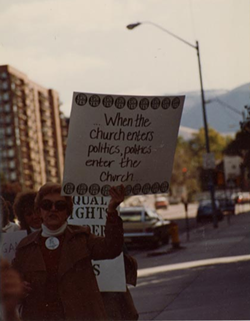 When the
church enters
politics, politics
enter the
Church
EQUAL
RIGHTS